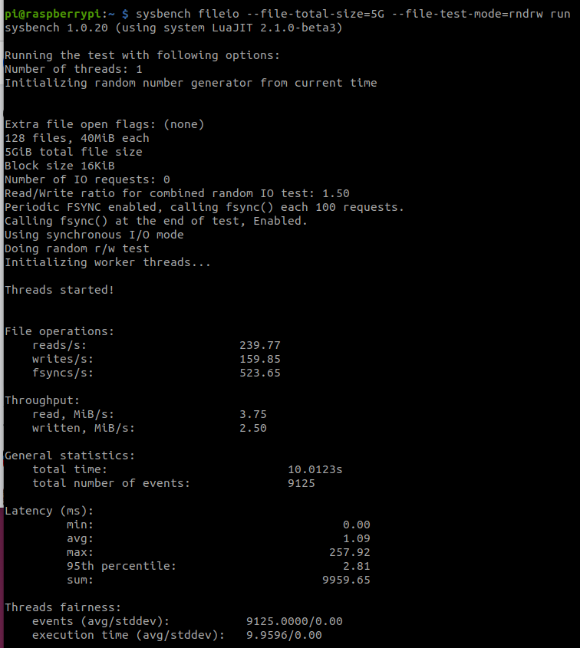 pi@raspberrypi:~ $ sysbench fileio --file-total-size=5G --file-test-mode=rndrw run
sysbench 1.0.20 (using system LuaJIT 2.1.0-beta3)
Running the test with following options:
Number of threads: 1
Initializing random number generator from current time
Extra file open flags: (none)
128 files, 40MiB each
5GiB total file size
Block size 16KiB
Number of IO requests: 0
Read/Write ratio for combined random IO test: 1.50
Periodic FSYNC enabled, calling fsync() each 100 requests.
Calling fsync() at the end of test, Enabled.
Using synchronous I/O mode
Doing random r/w test
Initializing worker threads...
Threads started!
File operations:
reads/s: 239.77
writes/s: 159.85
fsyncs/s: 523.65
Throughput:
read, MiB/s: 3.75
written, MiB/s: 2.50
General statistics:
total time: 10.0123s
total number of events: 9125
Latency (ms):
min: 0.00
avg: 1.09
max: 257.92
95th percentile: 2.81
sum: 9959.65
Threads fairness:
events (avg/stddev): 9125.0000/0.00
execution time (avg/stddev): 9.9596/0.00